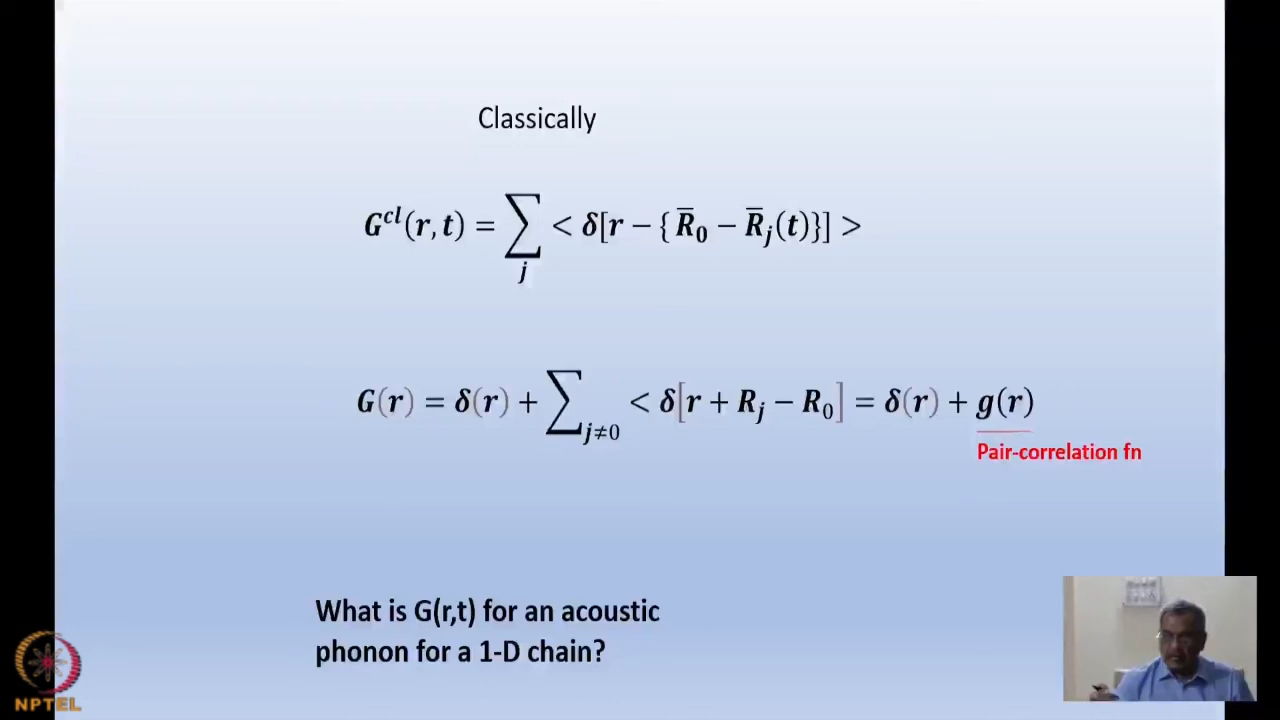 Classically
G^{cl}(r, t) = \sum_{j} < δ[r − { \bar{R}_0 − \bar{R}_j(t)}] >
G(r) = δ(r) + \sum_{j≠0} < δ[r + R_j − R_0] = δ(r) + g(r)
Pair-correlation fn
What is G(r,t) for an acoustic
phonon for a 1-D chain?
NPTEL